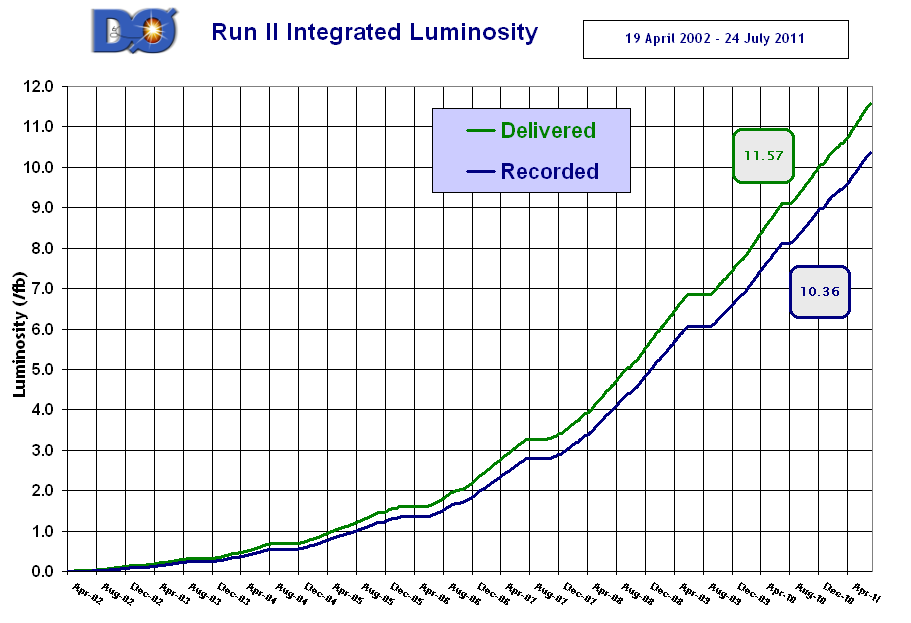 DØ
Run II Integrated Luminosity
19 April 2002 - 24 July 2011
12.0
11.0
10.0
9.0
8.0
7.0
6.0
5.0
4.0
3.0
2.0
1.0
0.0
Luminosity (/fb)
Delivered
Recorded
11.57
10.36
Apr-02
Aug-02
Dec-02
Apr-03
Aug-03
Dec-03
Apr-04
Aug-04
Dec-04
Apr-05
Aug-05
Dec-05
Apr-06
Aug-06
Dec-06
Apr-07
Aug-07
Dec-07
Apr-08
Aug-08
Dec-08
Apr-09
Aug-09
Dec-09
Apr-10
Aug-10
Dec-10
Apr-11